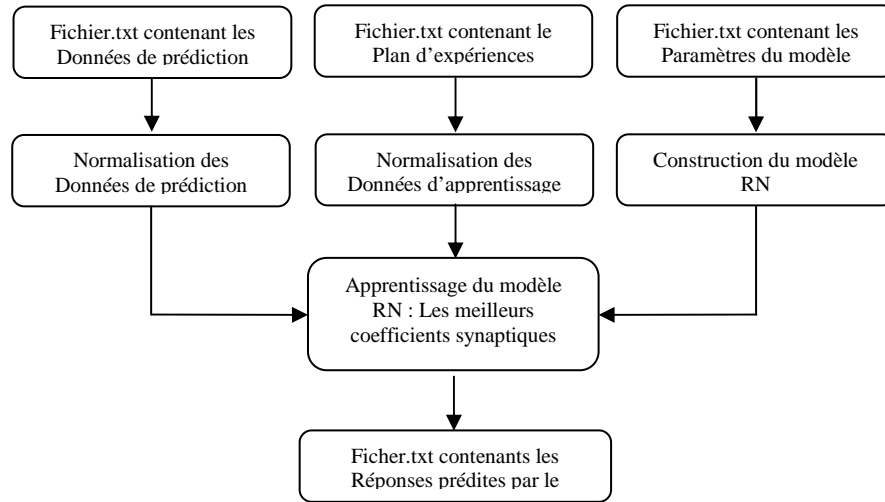 Fichier.txt contenant les
Données de prédiction
Fichier.txt contenant le
Plan d’expériences
Fichier.txt contenant les
Paramètres du modèle
Normalisation des
Données de prédiction
Normalisation des
Données d’apprentissage
Construction du modèle
RN
Apprentissage du modèle
RN : Les meilleurs
coefficients synaptiques
Ficher.txt contenants les
Réponses prédites par le